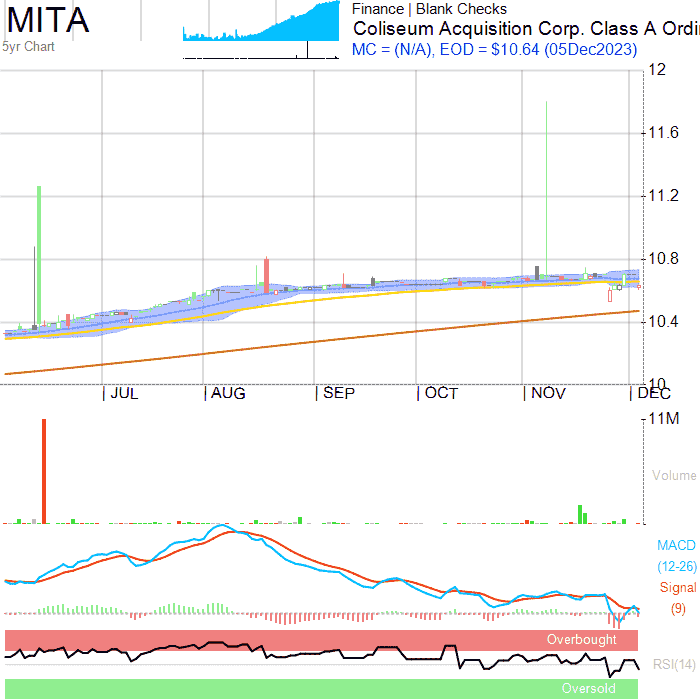 MITA
5yr Chart
Finance | Blank Checks
Coliseum Acquisition Corp. Class A Ordi
MC = (N/A), EOD = $10.64 (05Dec2023)
12
11.6
11.2
10.8
10.4
10
JUL AUG SEP OCT NOV DEC
11M
Volume
MACD
(12-26)
Signal
(9)
Overbought
RSI(14)
Oversold